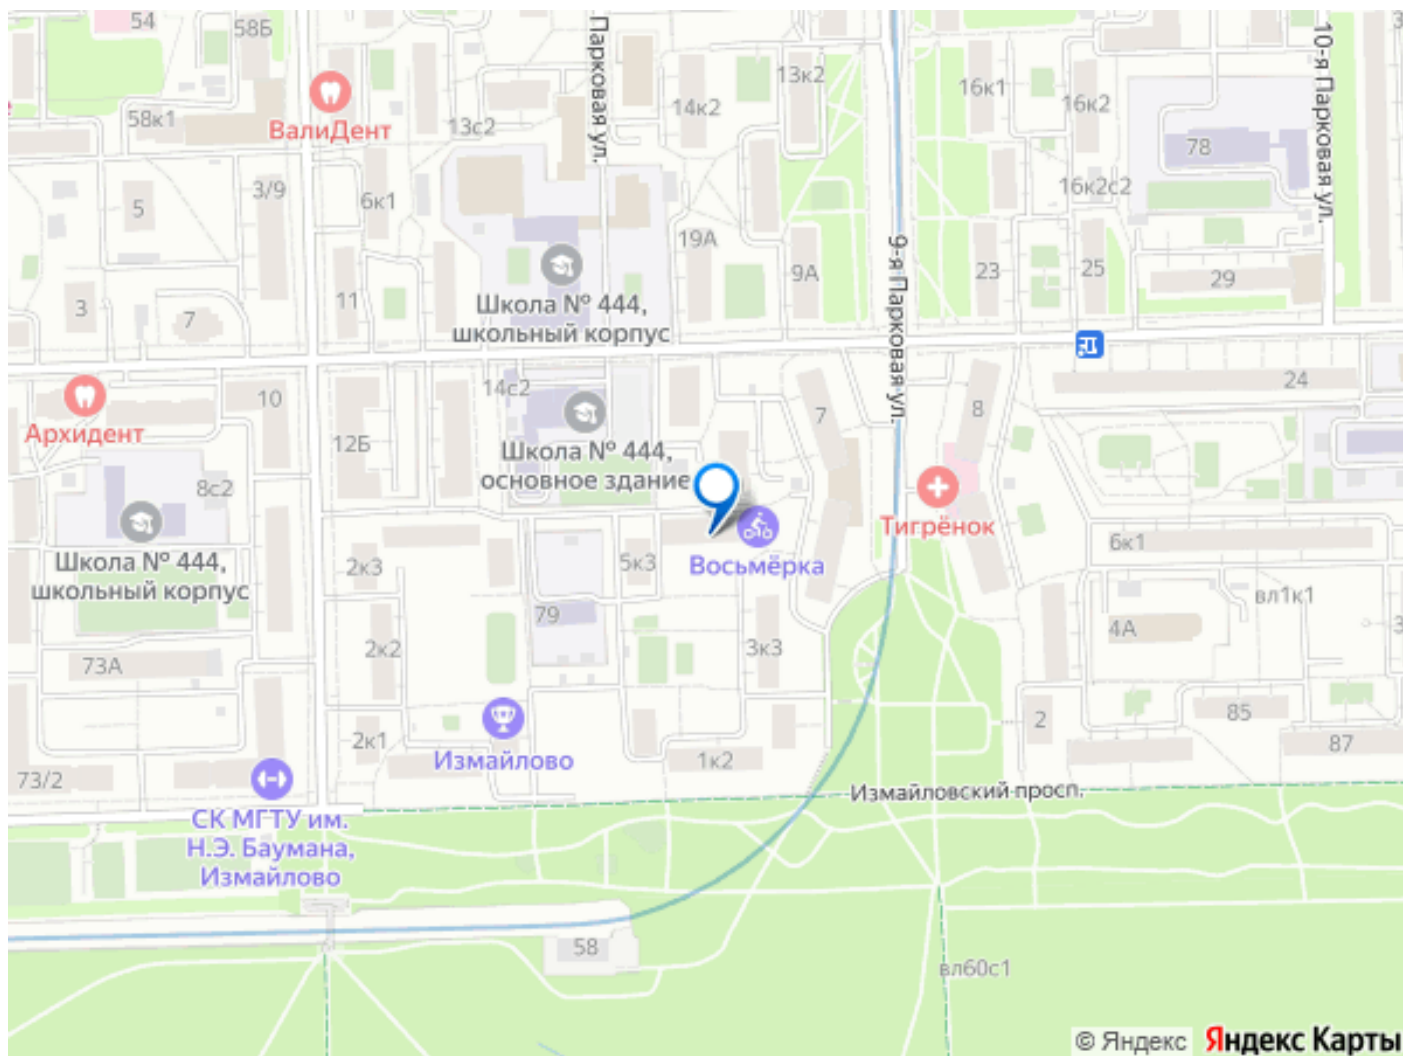 54
58Б
58к1
ВалиДент
13с2
Парковая ул.
14к2
13к2
16к1
16к2
78
10-я Парковая ул.
16к2с2
5
3/9
6к1
19А
9А
9-я Парковая ул.
23
25
29
3
7
11
Школа № 444,
школьный корпус
24
10
14с2
7
8
Архидент
12Б
Школа № 444,
основное здание
8с2
Тигрёнок
Школа № 444,
школьный корпус
2к3
5к3
Восьмёрка
6к1
вл1к1
79
4А
73А
2к2
3к3
2
85
87
2к1
Измайлово
1к2
73/2
Измайловский просп.
СК МГТУ им.
Н.Э. Баумана,
Измайлово
58
вл60с1
© Яндекс Яндекс Карты